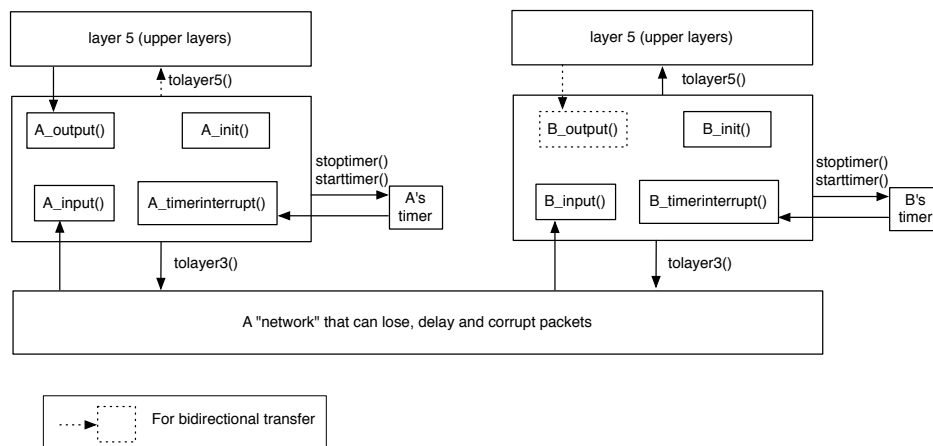 layer 5 (upper layers)
tolayer5()
A_output()
A_init()
stoptimer()
starttimer()
A_input()
A_timerinterrupt()
A's
timer
tolayer3()
layer 5 (upper layers)
tolayer5()
B_output()
B_init()
stoptimer()
starttimer()
B_input()
B_timerinterrupt()
B's
timer
tolayer3()
A "network" that can lose, delay and corrupt packets
For bidirectional transfer